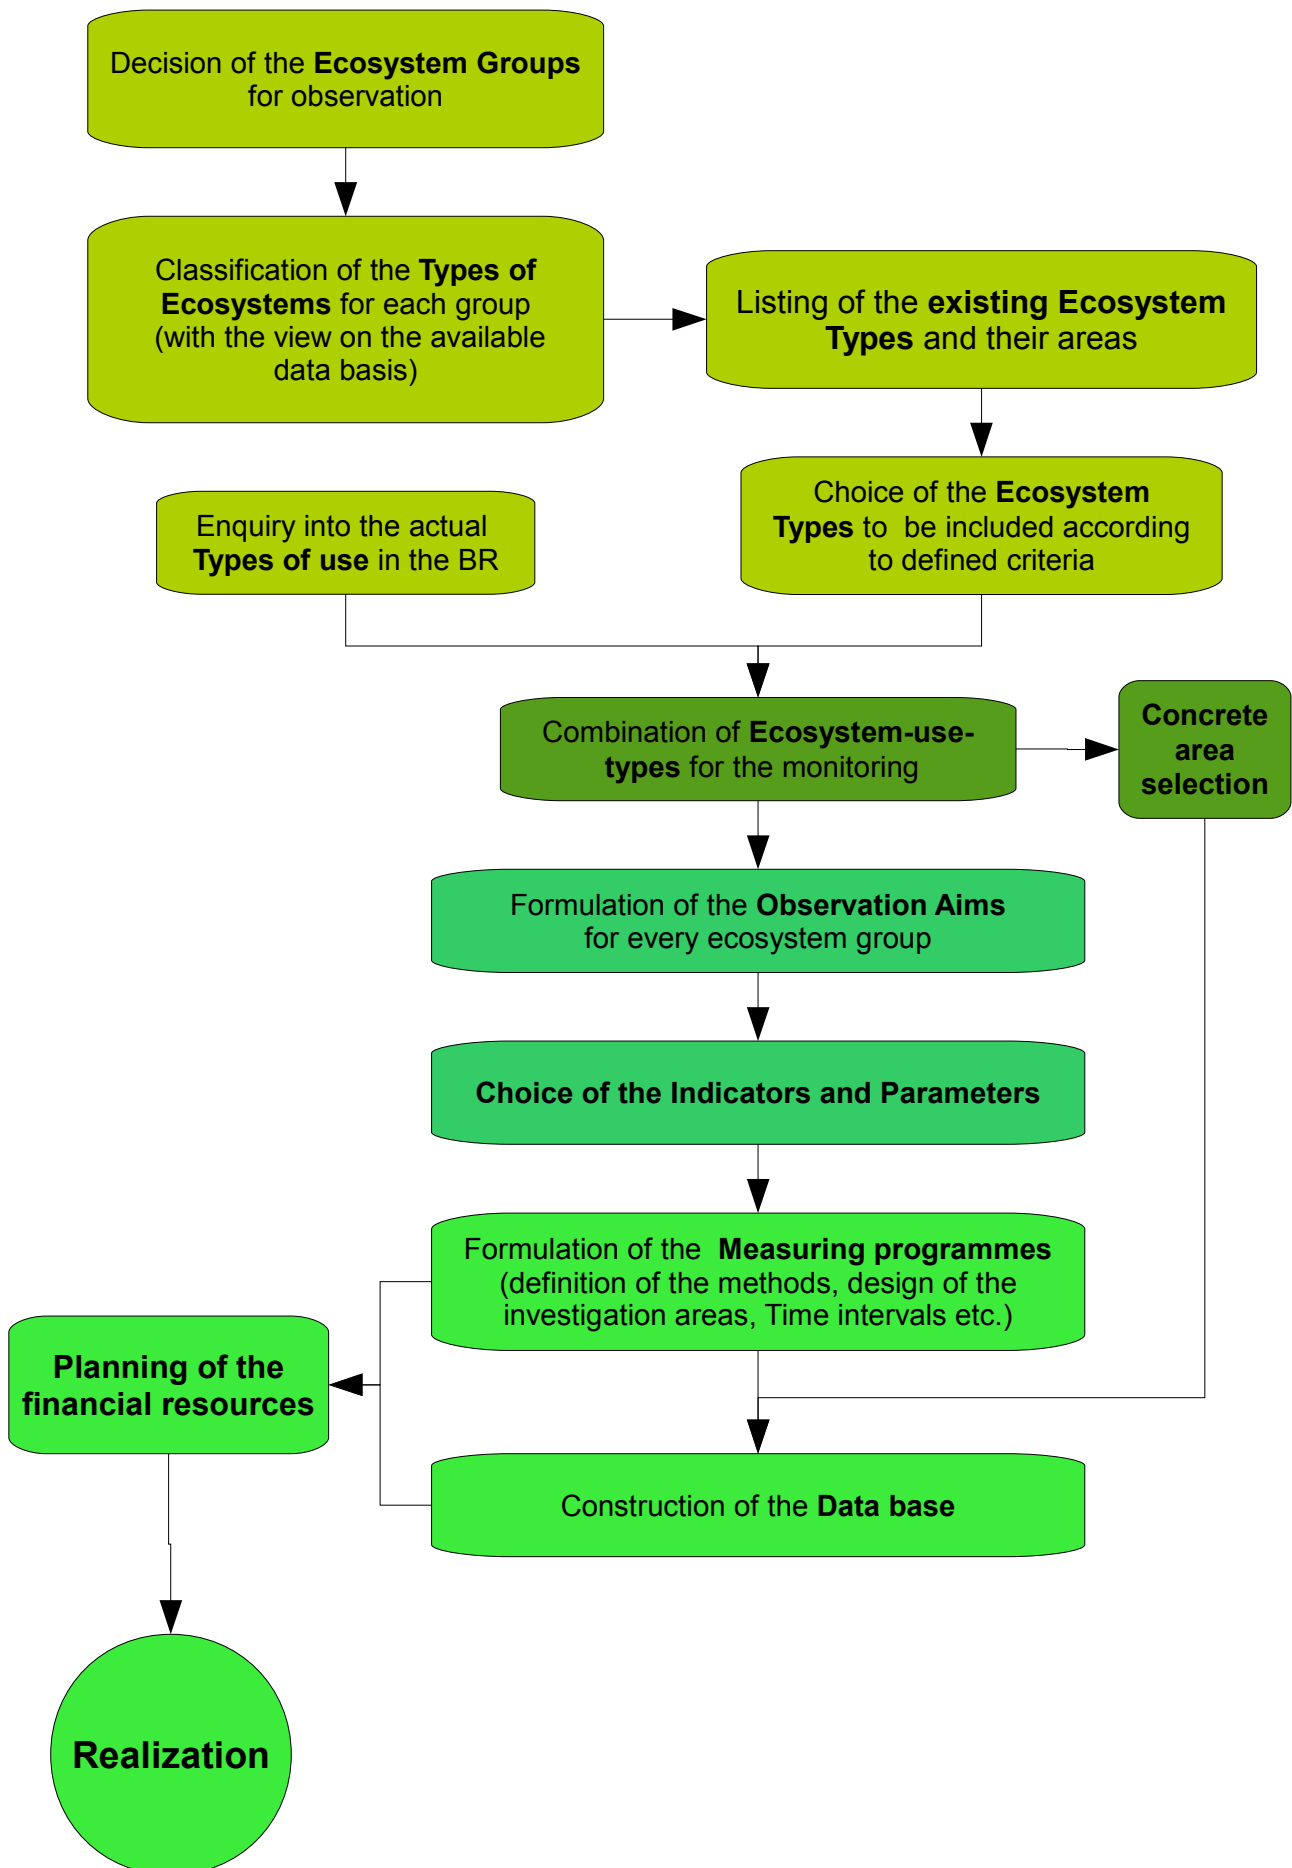 Decision of the Ecosystem Groups
for observation
Classification of the Types of
Ecosystems for each group
(with the view on the available
data basis)
Listing of the existing Ecosystem
Types and their areas
Enquiry into the actual
Types of use in the BR
Choice of the Ecosystem
Types to  be included according
to defined criteria
Combination of Ecosystem-use-
types for the monitoring
Concrete
area
selection
Formulation of the Observation Aims
for every ecosystem group
Choice of the Indicators and Parameters
Formulation of the  Measuring programmes
(definition of the methods, design of the
investigation areas, Time intervals etc.)
Planning of the
financial resources
Construction of the Data base
Realization